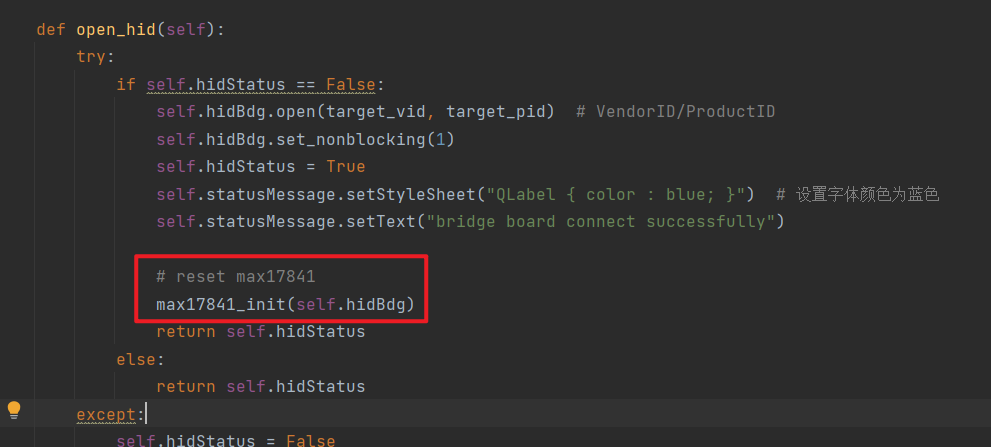 def open_hid(self):
try:
if self.hidStatus == False:
self.hidBdg.open(target_vid, target_pid)  # VendorID/ProductID
self.hidBdg.set_nonblocking(1)
self.hidStatus = True
self.statusMessage.setStyleSheet("QLabel { color : blue; }")  # 设置字体颜色为蓝色
self.statusMessage.setText("bridge board connect successfully")
# reset max17841
max17841_init(self.hidBdg)
return self.hidStatus
else:
return self.hidStatus
except:
self.hidStatus = False